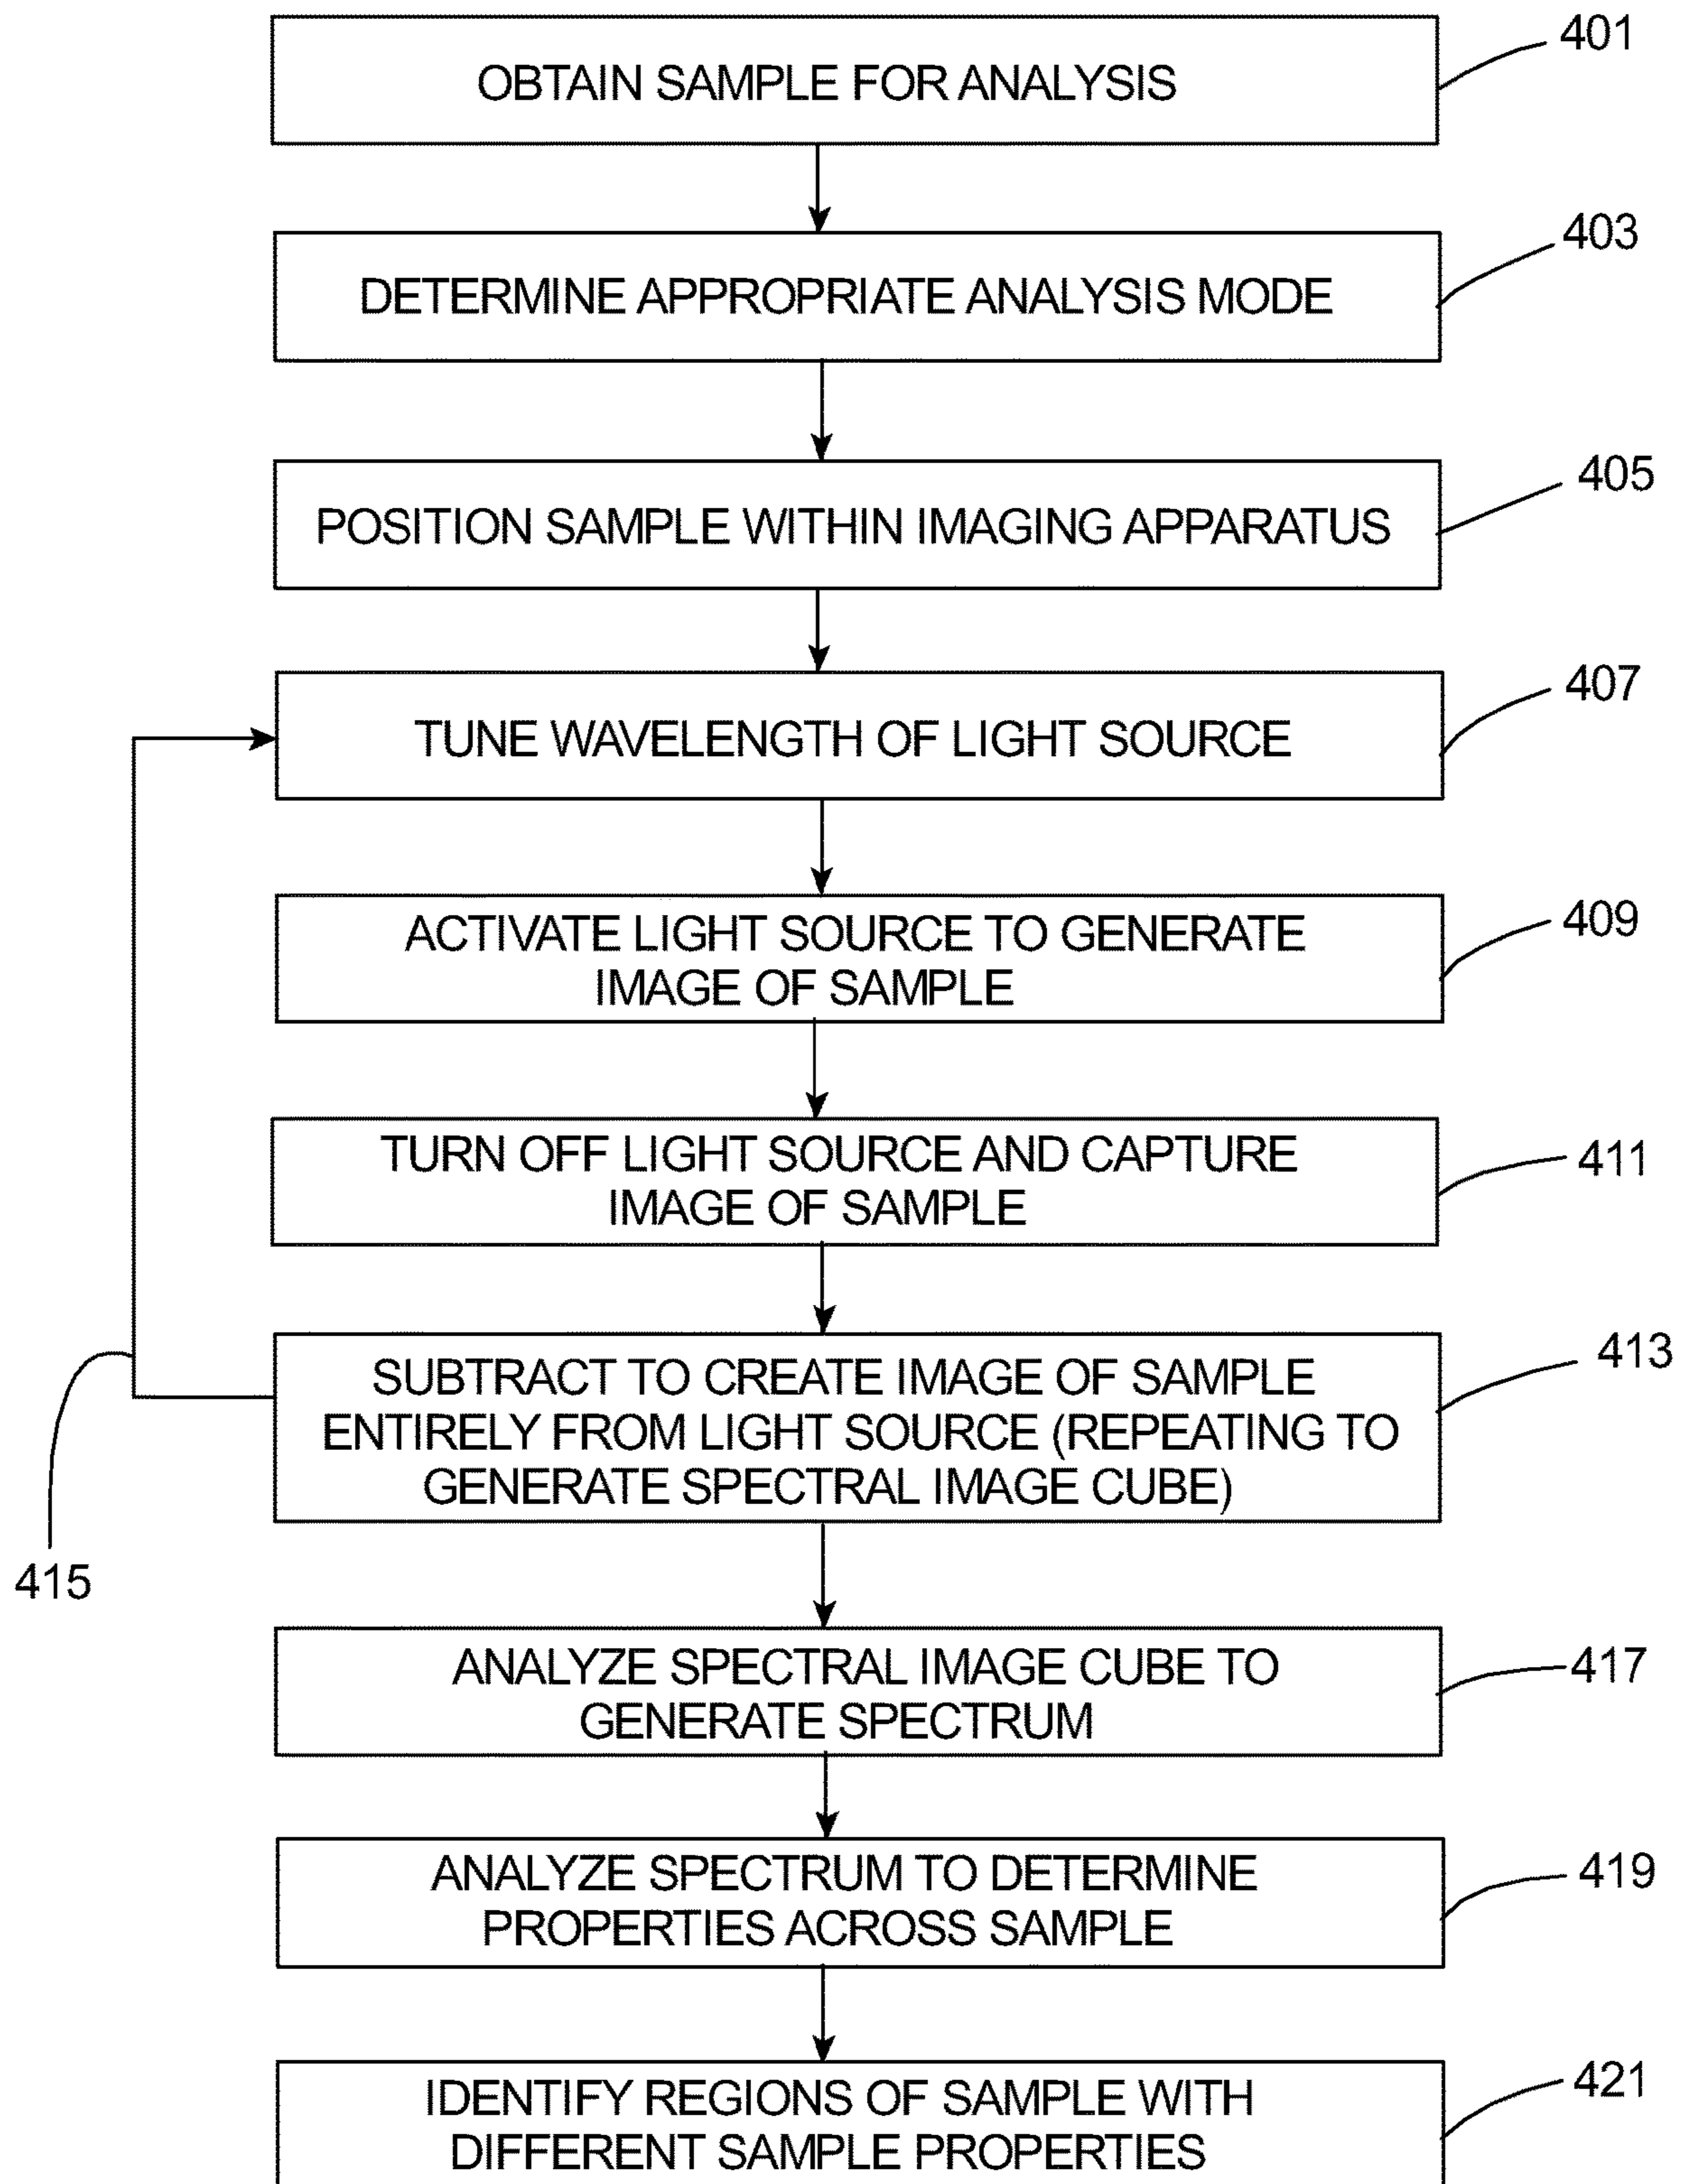 401
OBTAIN SAMPLE FOR ANALYSIS
403
DETERMINE APPROPRIATE ANALYSIS MODE
405
POSITION SAMPLE WITHIN IMAGING APPARATUS
407
TUNE WAVELENGTH OF LIGHT SOURCE
409
ACTIVATE LIGHT SOURCE TO GENERATE
IMAGE OF SAMPLE
411
TURN OFF LIGHT SOURCE AND CAPTURE
IMAGE OF SAMPLE
413
SUBTRACT TO CREATE IMAGE OF SAMPLE
ENTIRELY FROM LIGHT SOURCE (REPEATING TO
GENERATE SPECTRAL IMAGE CUBE)
415
417
ANALYZE SPECTRAL IMAGE CUBE TO
GENERATE SPECTRUM
419
ANALYZE SPECTRUM TO DETERMINE
PROPERTIES ACROSS SAMPLE
421
IDENTIFY REGIONS OF SAMPLE WITH
DIFFERENT SAMPLE PROPERTIES